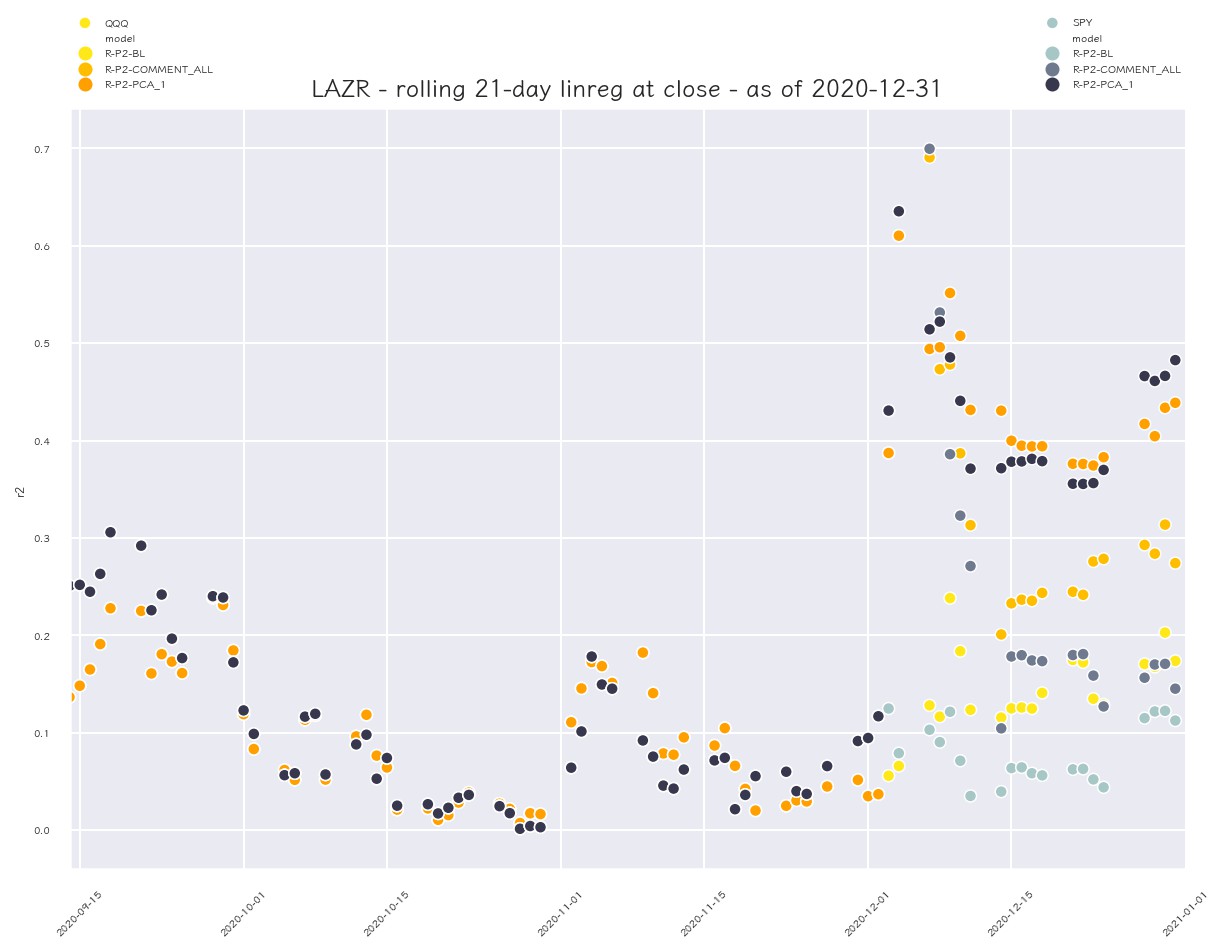 QQQ
model
R-P2-BL
R-P2-COMMENT_ALL
R-P2-PCA_1
SPY
model
R-P2-BL
R-P2-COMMENT_ALL
R-P2-PCA_1
LAZR - rolling 21-day linreg at close - as of 2020-12-31
0.7
0.6
0.5
0.4
0.3
0.2
0.1
0.0
r2
2020-09-15
2020-10-01
2020-10-15
2020-11-01
2020-11-15
2020-12-01
2020-12-15
2021-01-01